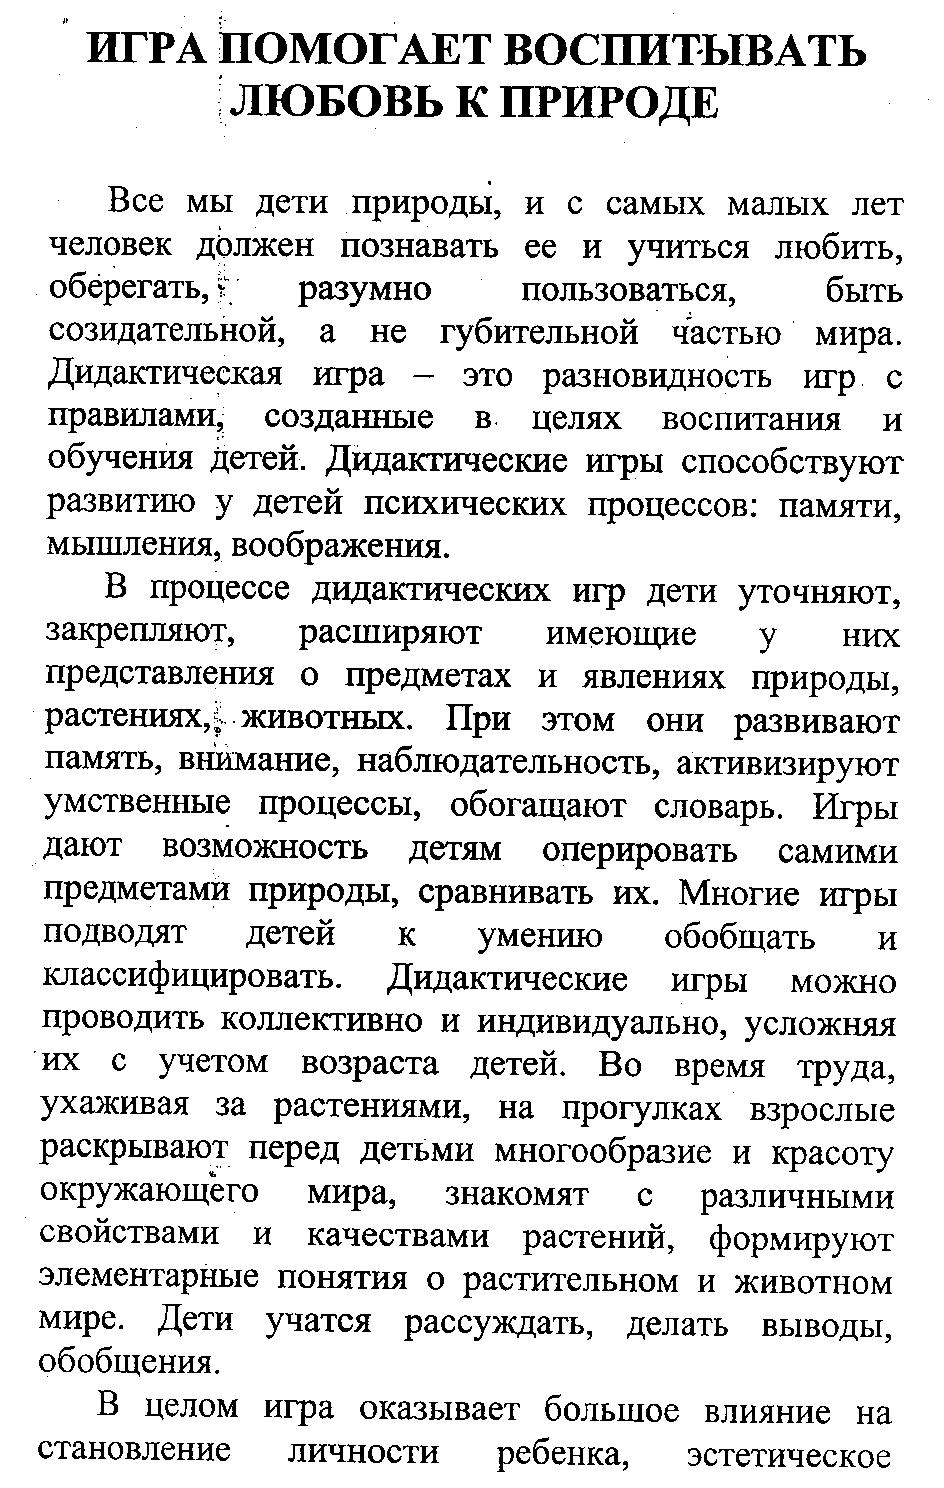 ИГРА ПОМОГАЕТ ВОСПИТЫВАТЬ
ЛЮБОВЬ К ПРИРОДЕ
Все мы дети природы, и с самых малых лет
человек должен познавать ее и учиться любить,
оберегать, разумно пользоваться, быть
созидательной, а не губительной частью мира.
Дидактическая игра – это разновидность игр с
правилами, созданные в целях воспитания и
обучения детей. Дидактические игры способствуют
развитию у детей психических процессов: памяти,
мышления, воображения.
В процессе дидактических игр дети уточняют,
закрепляют, расширяют имеющие у них
представления о предметах и явлениях природы,
растениях, животных. При этом они развивают
память, внимание, наблюдательность, активизируют
умственные процессы, обогащают словарь. Игры
дают возможность детям оперировать самими
предметами природы, сравнивать их. Многие игры
подводят детей к умению обобщать и
классифицировать. Дидактические игры можно
проводить коллективно и индивидуально, усложняя
их с учетом возраста детей. Во время труда,
ухаживая за растениями, на прогулках взрослые
раскрывают перед детьми многообразие и красоту
окружающего мира, знакомят с различными
свойствами и качествами растений, формируют
элементарные понятия о растительном и животном
мире. Дети учатся рассуждать, делать выводы,
обобщения.
В целом игра оказывает большое влияние на
становление личности ребенка, эстетическое